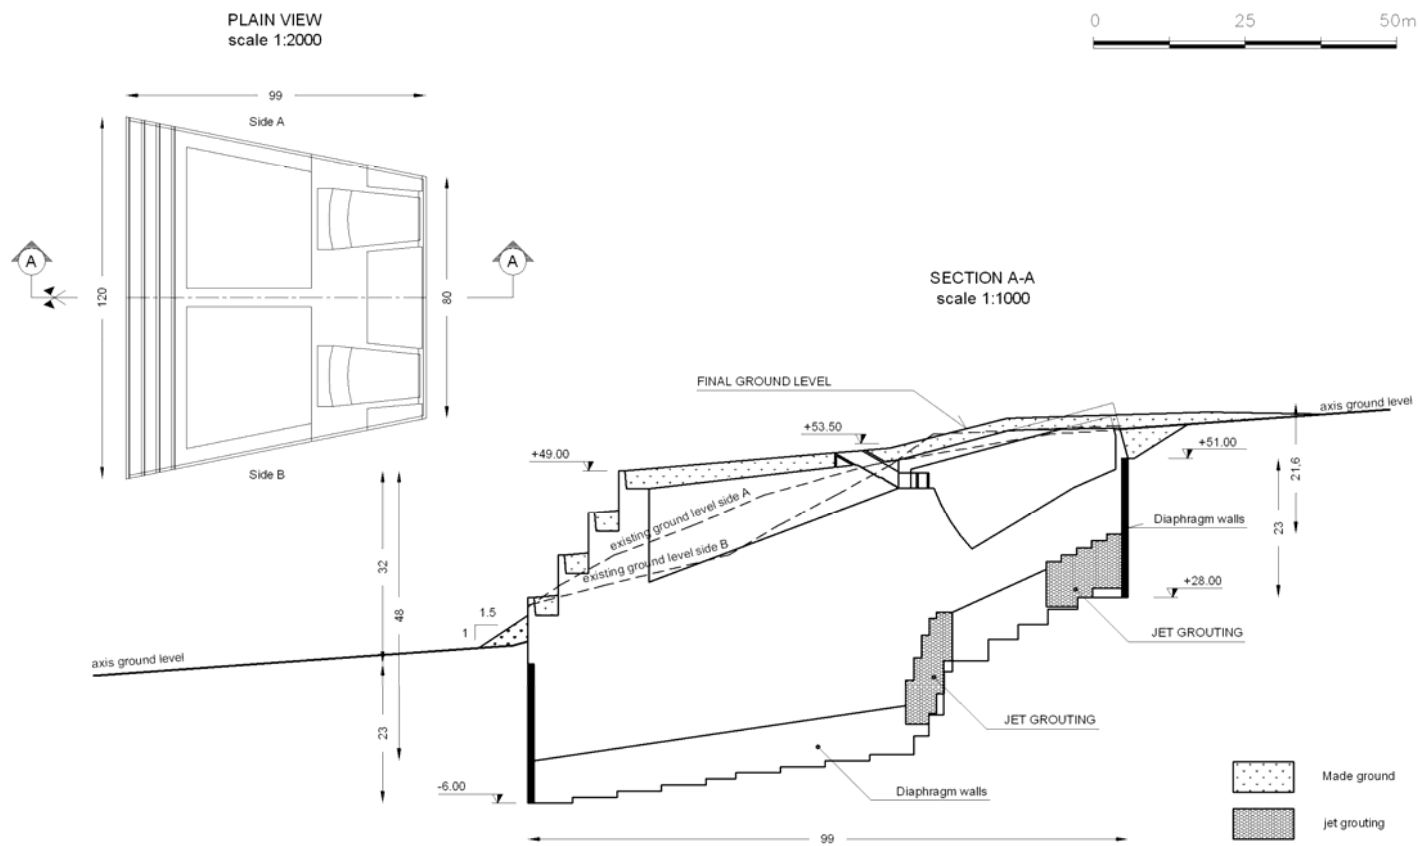 PLAIN VIEW
scale 1:2000
0 25 50m
99
Side A
A
A
120
80
Side B
SECTION A-A
scale 1:1000
FINAL GROUND LEVEL
axis ground level
+53.50
+49.00
+51.00
21,6
existing ground level side A
Diaphragm walls
23
existing ground level side B
32
48
1.5
1
+28.00
JET GROUTING
axis ground level
JET GROUTING
23
-6.00
Diaphragm walls
Made ground
jet grouting
99